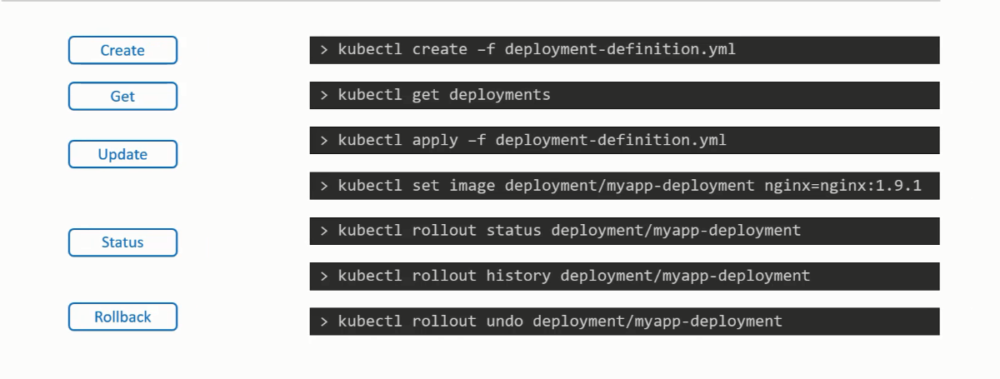 Create
> kubectl create –f deployment-definition.yml
Get
> kubectl get deployments
Update
> kubectl apply –f deployment-definition.yml
> kubectl set image deployment/myapp-deployment nginx=nginx:1.9.1
Status
> kubectl rollout status deployment/myapp-deployment
> kubectl rollout history deployment/myapp-deployment
Rollback
> kubectl rollout undo deployment/myapp-deployment